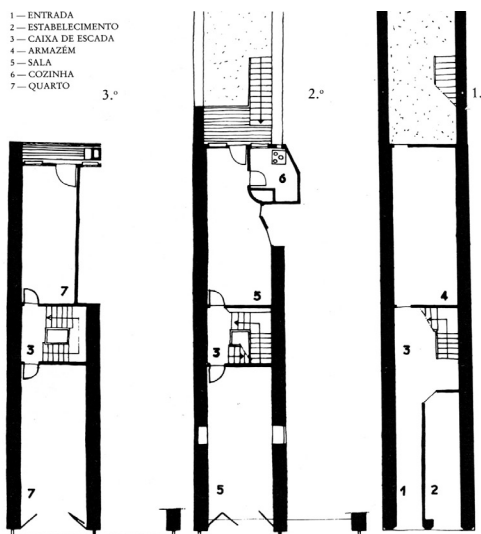 1 — ENTRADA
2 — ESTABELECIMENTO
3 — CAIXA DE ESCADA
4 — ARMAZÉM
5 — SALA
6 — COZINHA
7 — QUARTO
3.º
2.º
1.
6
7
5
4
3
3
3
7
5
1
2